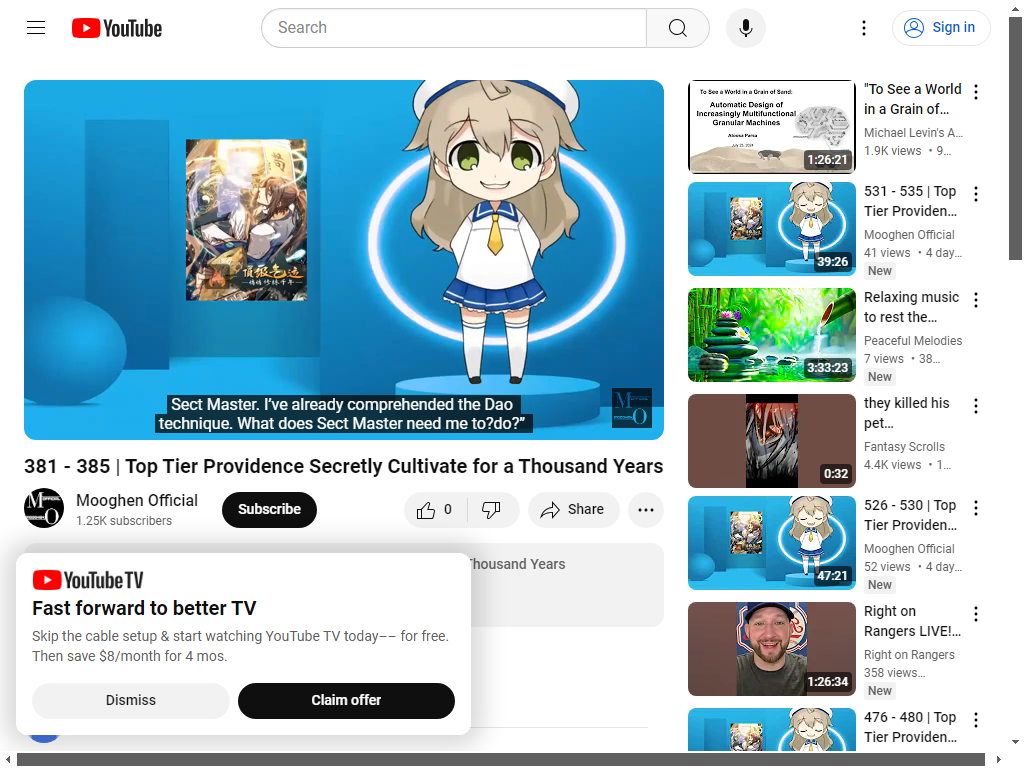 YouTube
Search
Sign in
Sect Master. I've already comprehended the Dao
technique. What does Sect Master need me to?do?"
頂級氣運
381 - 385 | Top Tier Providence Secretly Cultivate for a Thousand Years
Mooghen Official
1.25K subscribers
Subscribe
0
Share
Thousand Years
YouTube TV
Fast forward to better TV
Skip the cable setup & start watching YouTube TV today–– for free.
Then save $8/month for 4 mos.
Dismiss
Claim offer
To See a World in a Grain of Sand:
Automatic Design of
Increasingly Multifunctional
Granular Machines
Atoosa Parsa
1:26:21
"To See a World
in a Grain of...
Michael Levin's A...
1.9K views • 9...
39:26
531 - 535 | Top
Tier Providen...
Mooghen Official
41 views • 4 day...
New
3:33:23
Relaxing music
to rest the...
Peaceful Melodies
7 views • 38...
New
0:32
they killed his
pet...
Fantasy Scrolls
4.4K views • 1...
47:21
526 - 530 | Top
Tier Providen...
Mooghen Official
52 views • 4 day...
New
1:26:34
Right on
Rangers LIVE!...
Right on Rangers
358 views...
New
476 - 480 | Top
Tier Providen...